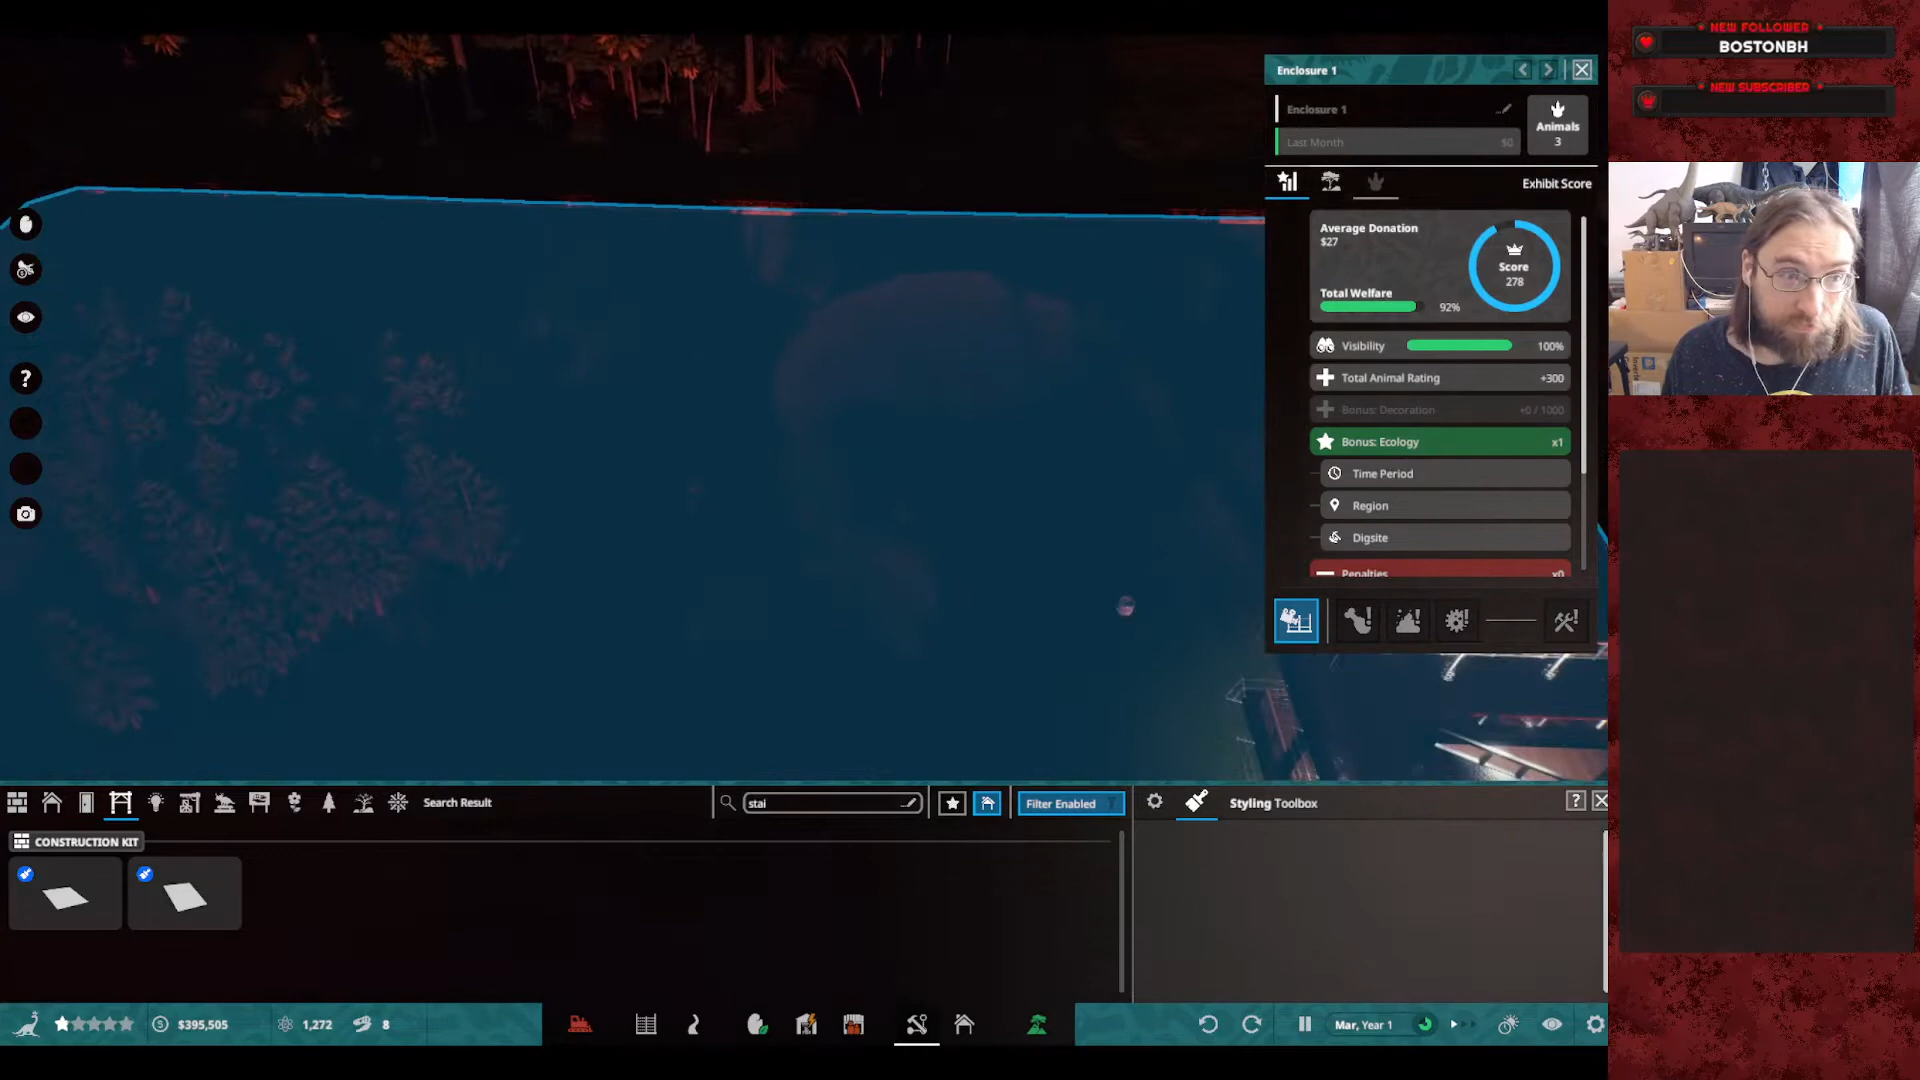 NEW FOLLOWER
BOSTONBH
NEW SUBSCRIBER
Enclosure 1
Enclosure 1
Last Month $0
Animals
3
Exhibit Score
Average Donation
$27
Score
278
Total Welfare
92%
Visibility 100%
Total Animal Rating +300
Bonus: Decoration +0 / 1000
Bonus: Ecology x1
Time Period
Region
Digsite
Penalties x0
Search Result
stai
Filter Enabled
Styling Toolbox
?
CONSTRUCTION KIT
$395,505
1,272
8
Mar, Year 1